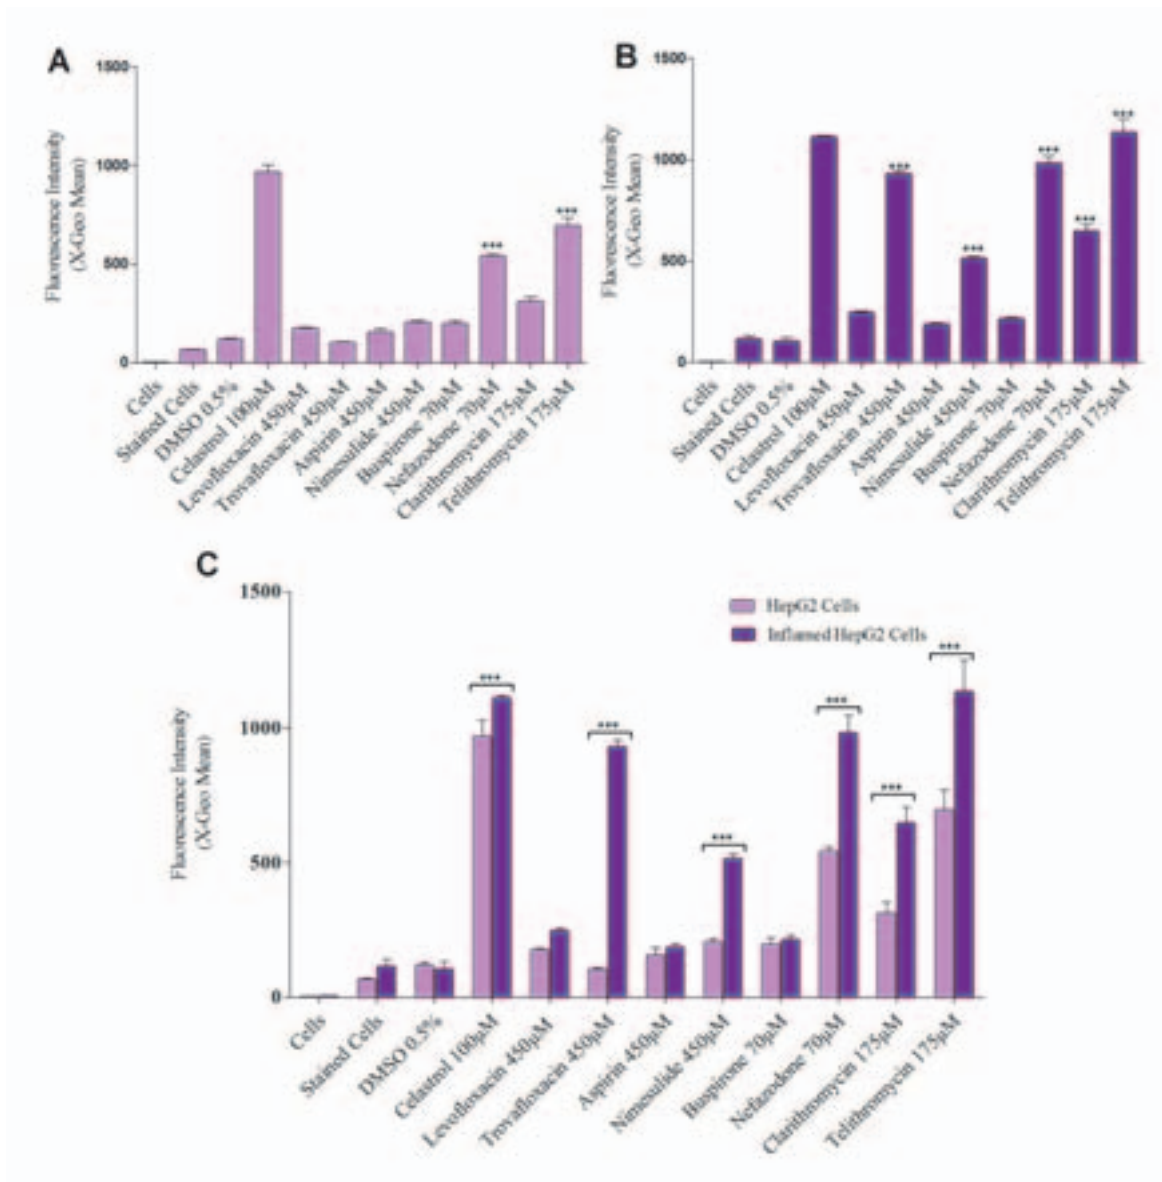 A
1500
1000
500
0
Fluorescence Intensity
(X-Geo Mean)
***
***
Cells
Stained Cells
DMSO 0.5%
Celastrol 100µM
Levofloxacin 450µM
Trovafloxacin 450µM
Aspirin 450µM
Nimesulide 450µM
Buspirone 70µM
Nefazodone 70µM
Clarithromycin 175µM
Telithromycin 175µM
B
1500
1000
500
0
Fluorescence Intensity
(X-Geo Mean)
***
***
***
***
***
Cells
Stained Cells
DMSO 0.5%
Celastrol 100µM
Levofloxacin 450µM
Trovafloxacin 450µM
Aspirin 450µM
Nimesulide 450µM
Buspirone 70µM
Nefazodone 70µM
Clarithromycin 175µM
Telithromycin 175µM
C
1500
1000
500
0
Fluorescence Intensity
(X-Geo Mean)
HepG2 Cells
Inflamed HepG2 Cells
***
***
***
***
***
***
Cells
Stained Cells
DMSO 0.5%
Celastrol 100µM
Levofloxacin 450µM
Trovafloxacin 450µM
Aspirin 450µM
Nimesulide 450µM
Buspirone 70µM
Nefazodone 70µM
Clarithromycin 175µM
Telithromycin 175µM